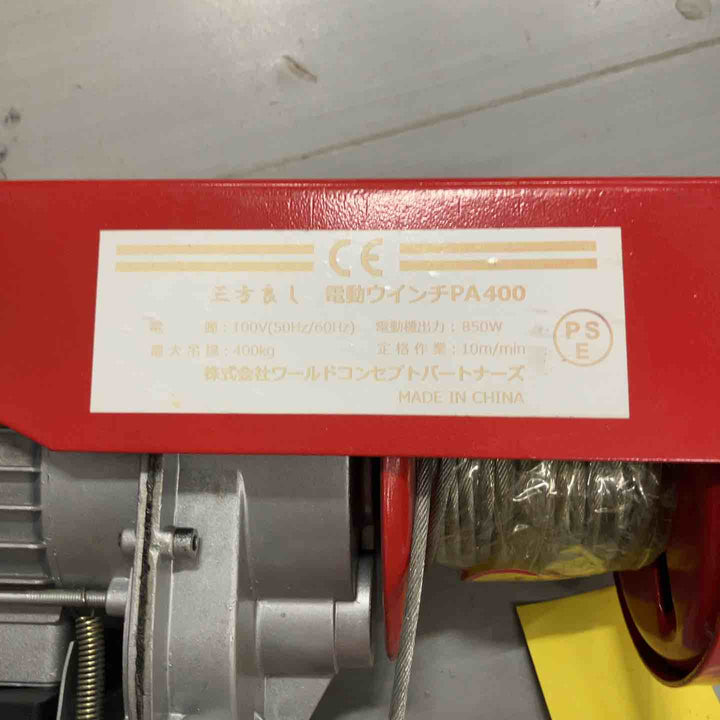 CE
三方良し 電動ウインチPA400
電 源:100V(50Hz/60Hz) 電動機出力:850W
最大吊揚:400kg 定格作業:10m/min
株式会社ワールドコンセプトパートナーズ
MADE IN CHINA
PS
E